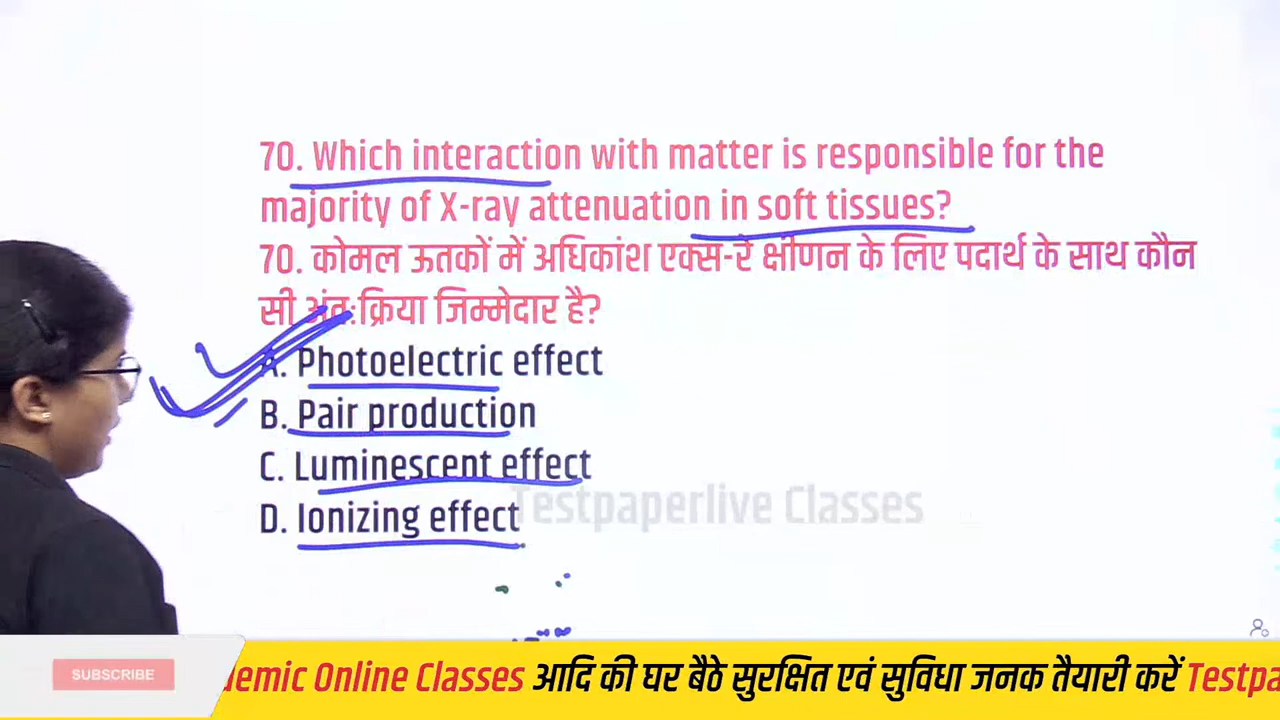 70. Which interaction with matter is responsible for the
majority of X-ray attenuation in soft tissues?
70. कोमल ऊतकों में अधिकांश एक्स-रे क्षीणन के लिए पदार्थ के साथ कौन
सी अंत:क्रिया जिम्मेदार है?
A. Photoelectric effect
B. Pair production
C. Luminescent effect
D. Ionizing effect
Testpaperlive Classes
SUBSCRIBE
demic Online Classes आदि की घर बैठे सुरक्षित एवं सुविधा जनक तैयारी करें Testpa